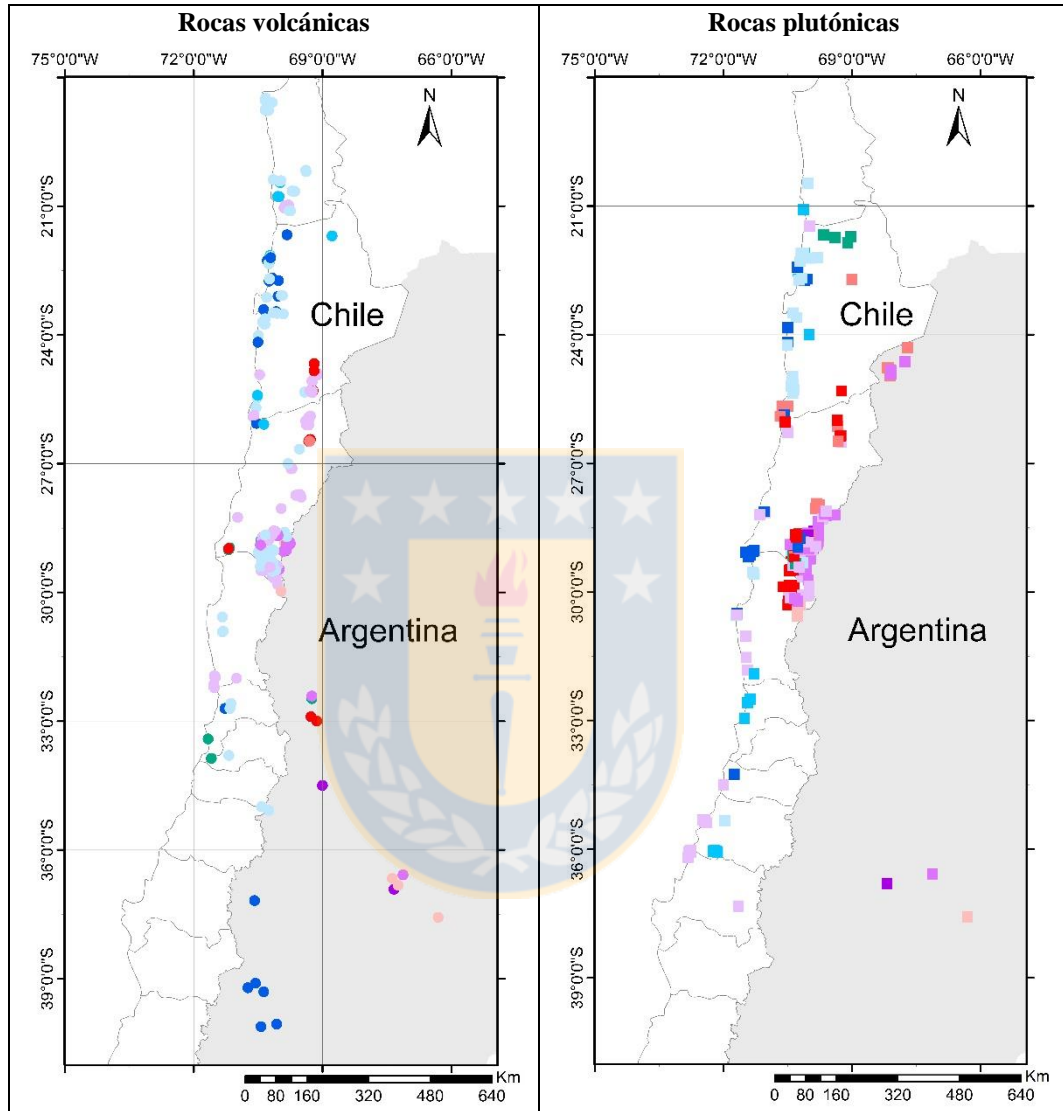 Rocas volcánicas
75°0'0"W 72°0'0"W 69°0'0"W 66°0'0"W
N
21°0'0"S
24°0'0"S
27°0'0"S
30°0'0"S
33°0'0"S
36°0'0"S
39°0'0"S
Chile
Argentina
Km
0 80 160 320 480 640
Rocas plutónicas
75°0'0"W 72°0'0"W 69°0'0"W 66°0'0"W
N
21°0'0"S
24°0'0"S
27°0'0"S
30°0'0"S
33°0'0"S
36°0'0"S
39°0'0"S
Chile
Argentina
Km
0 80 160 320 480 640